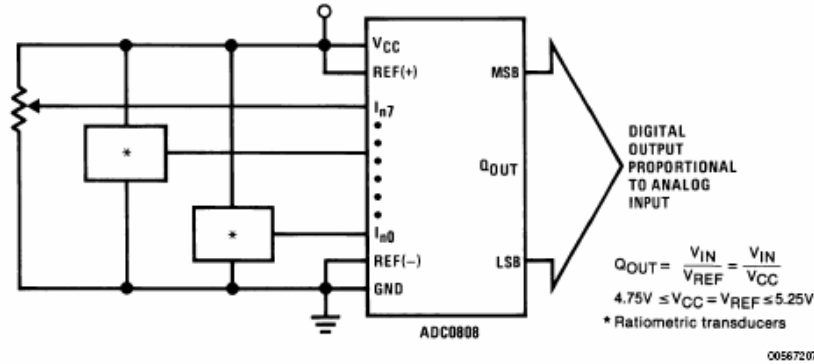 VCC
REF(+)
In7
*
*
In0
REF(−)
GND
MSB
QOUT
LSB
ADC0808
DIGITAL
OUTPUT
PROPORTIONAL
TO ANALOG
INPUT
QOUT = VIN / VREF = VIN / VCC
4.75V ≤ VCC = VREF ≤ 5.25V
* Ratiometric transducers
00567207